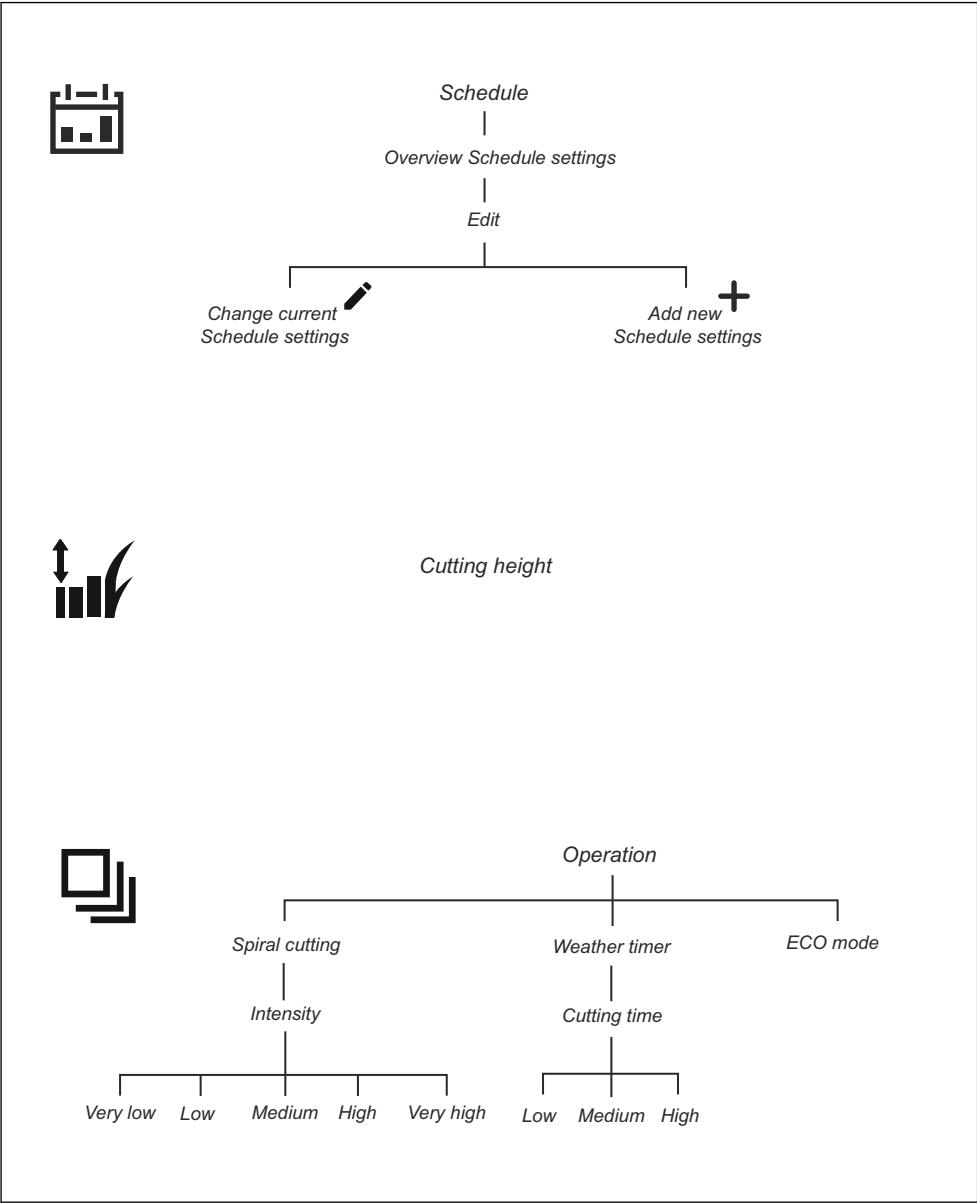 Schedule
Overview Schedule settings
Edit
Change current
Schedule settings
Add new
Schedule settings
Cutting height
Operation
Spiral cutting
Weather timer
ECO mode
Intensity
Cutting time
Very low
Low
Medium
High
Very high
Low
Medium
High